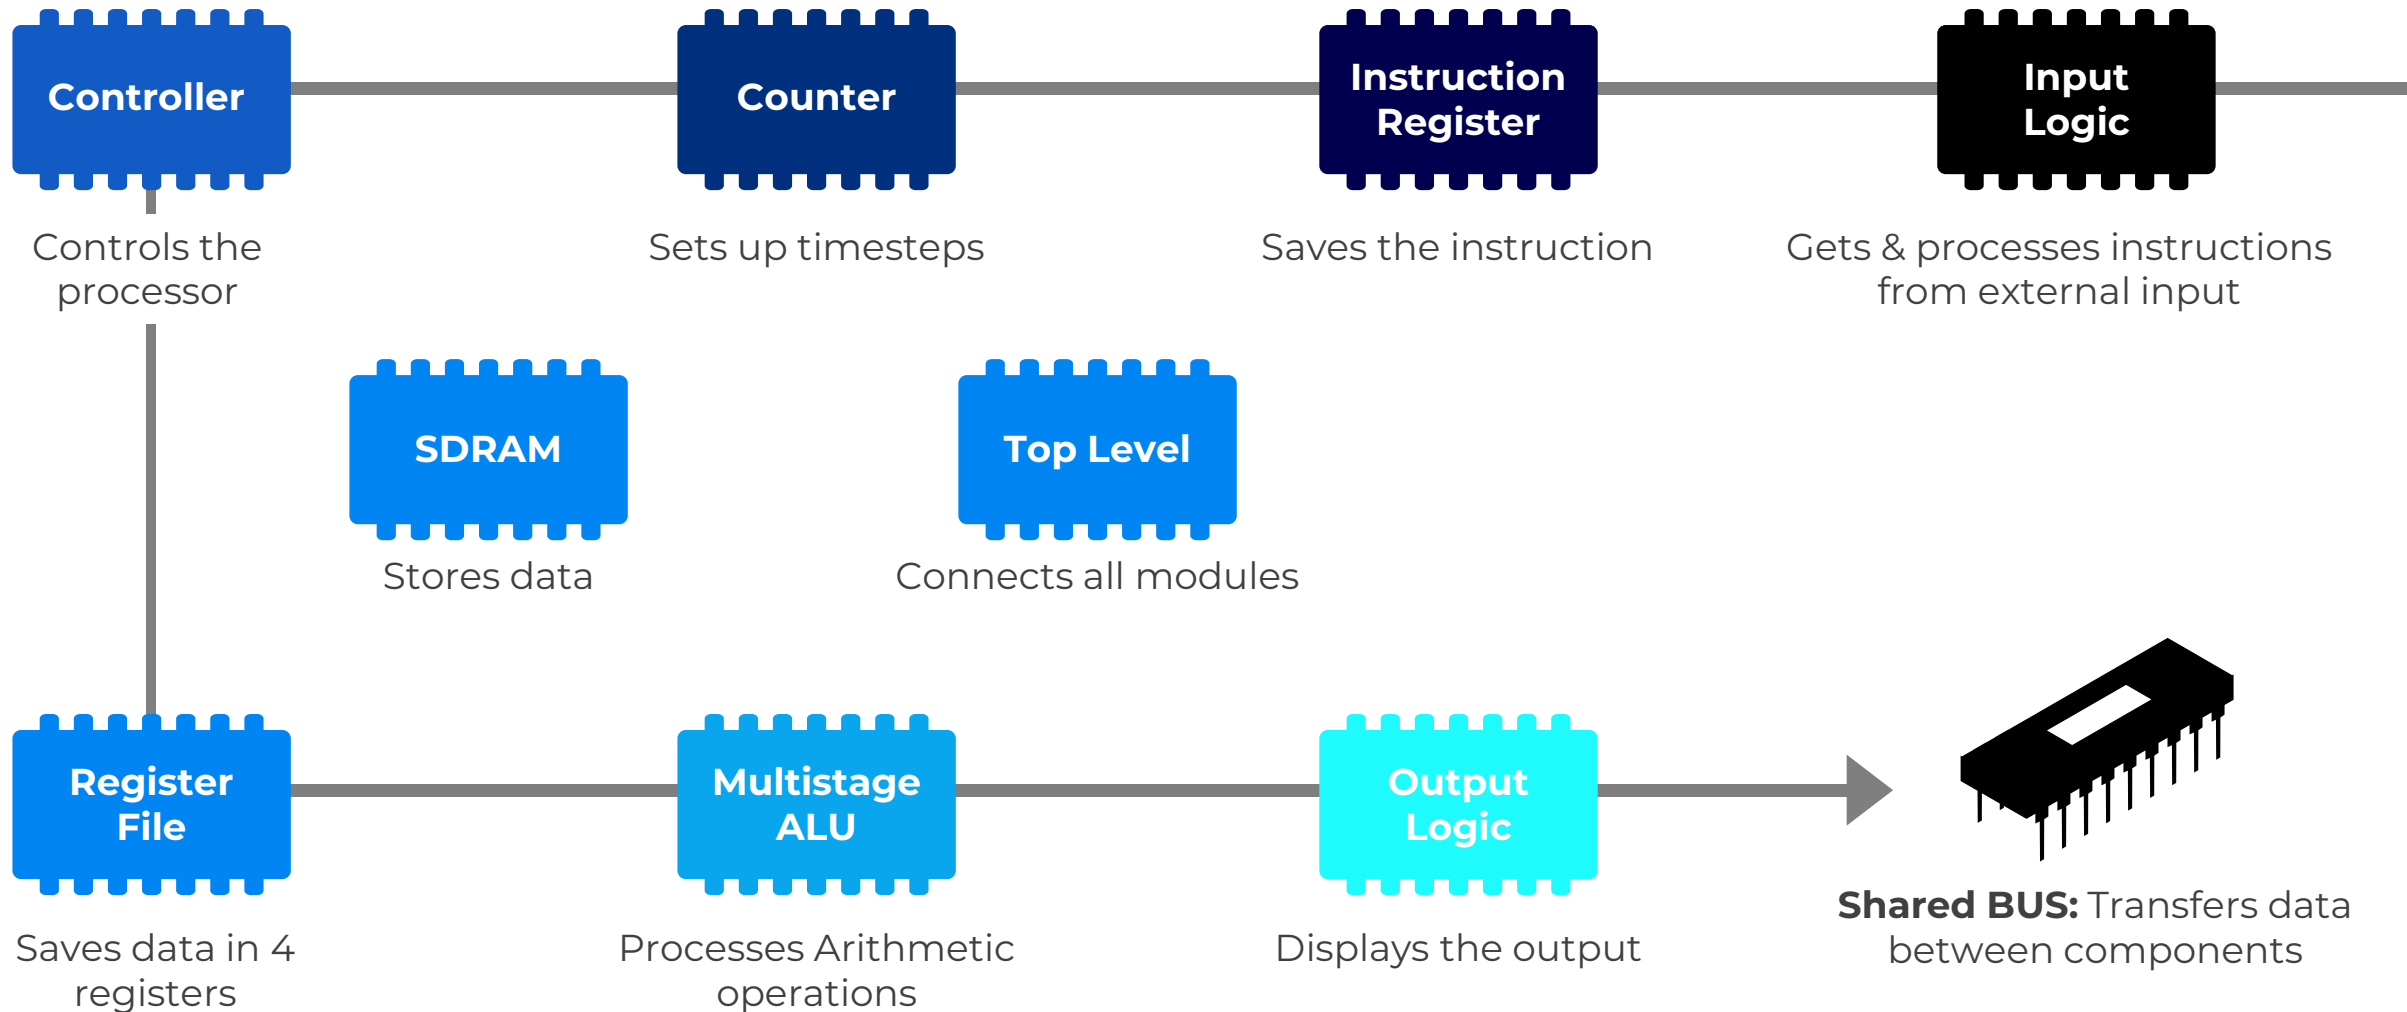 Controller
Controls the
processor
Counter
Sets up timesteps
Instruction
Register
Saves the instruction
Input
Logic
Gets & processes instructions
from external input
SDRAM
Stores data
Top Level
Connects all modules
Register
File
Saves data in 4
registers
Multistage
ALU
Processes Arithmetic
operations
Output
Logic
Displays the output
Shared BUS: Transfers data
between components